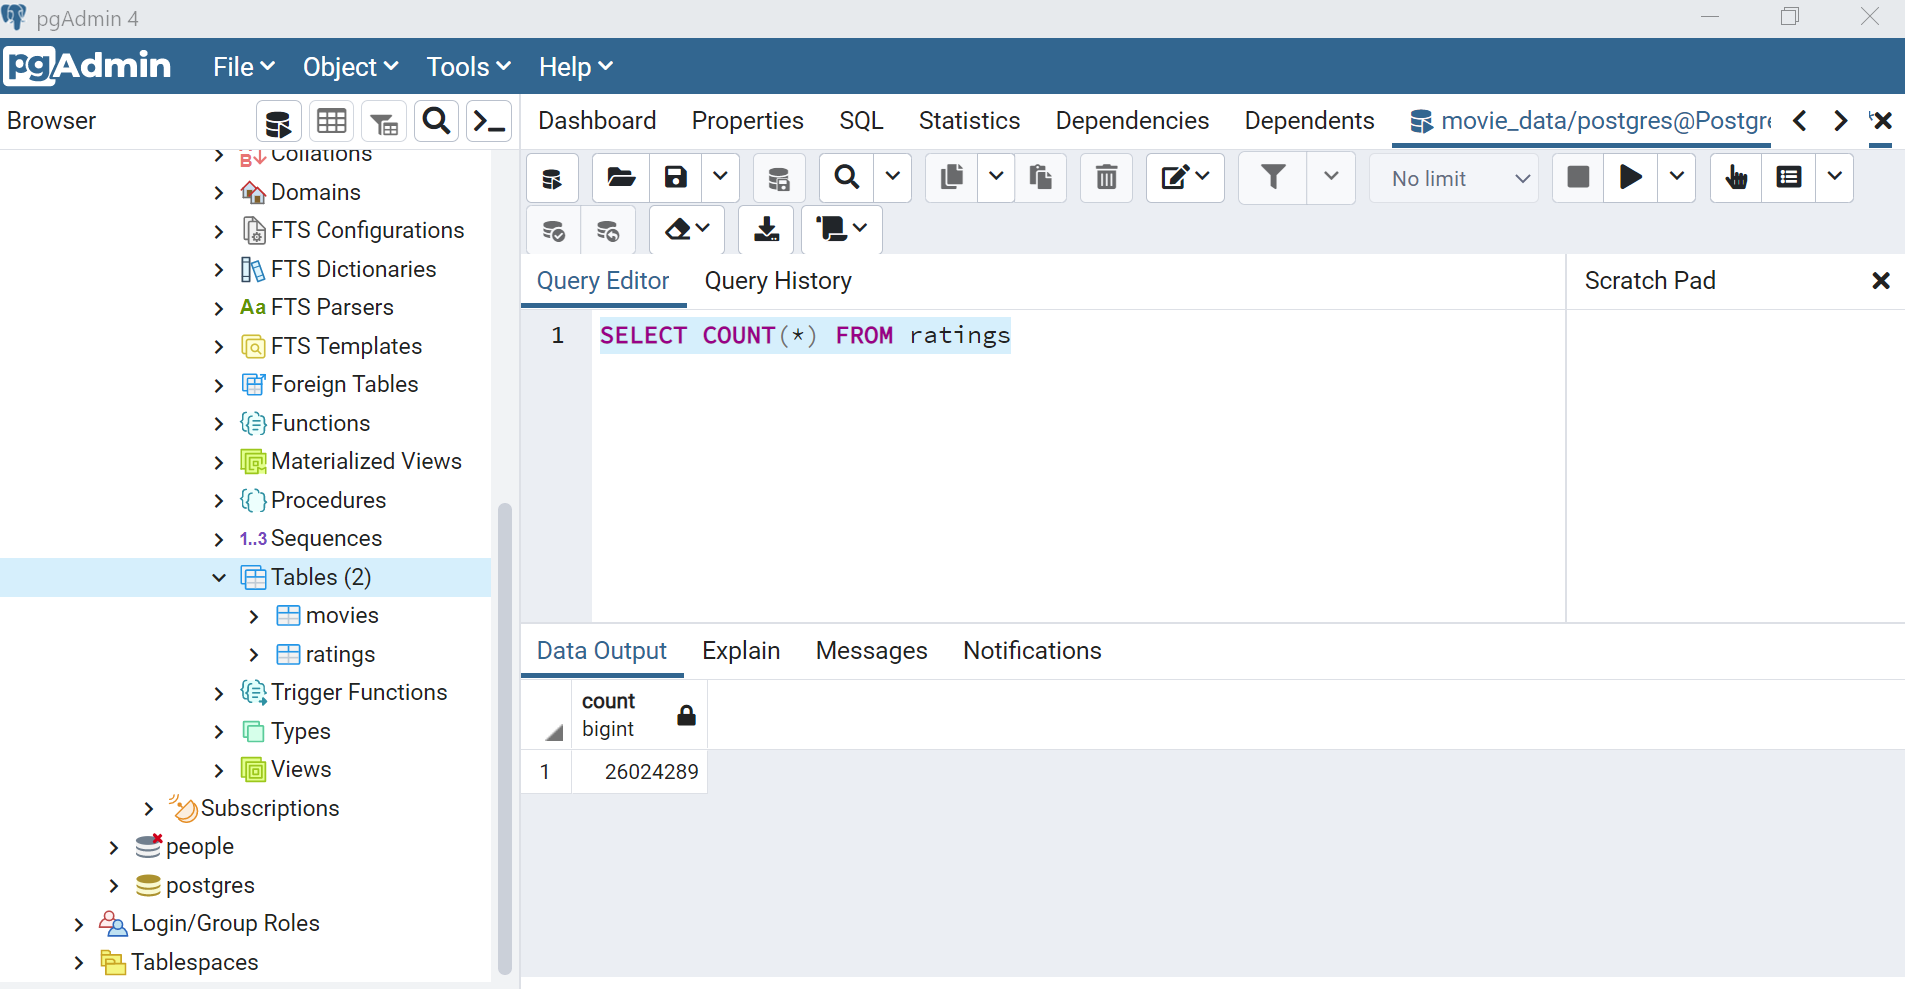 pgAdmin 4
pgAdmin File Object Tools Help
Browser
Dashboard Properties SQL Statistics Dependencies Dependents movie_data/postgres@Postgre
No limit
Collations
Domains
FTS Configurations
FTS Dictionaries
Aa FTS Parsers
FTS Templates
Foreign Tables
Functions
Materialized Views
Procedures
1..3 Sequences
Tables (2)
movies
ratings
Trigger Functions
Types
Views
Subscriptions
people
postgres
Login/Group Roles
Tablespaces
Query Editor Query History
Scratch Pad
1 SELECT COUNT(*) FROM ratings
Data Output Explain Messages Notifications
count
bigint
1 26024289